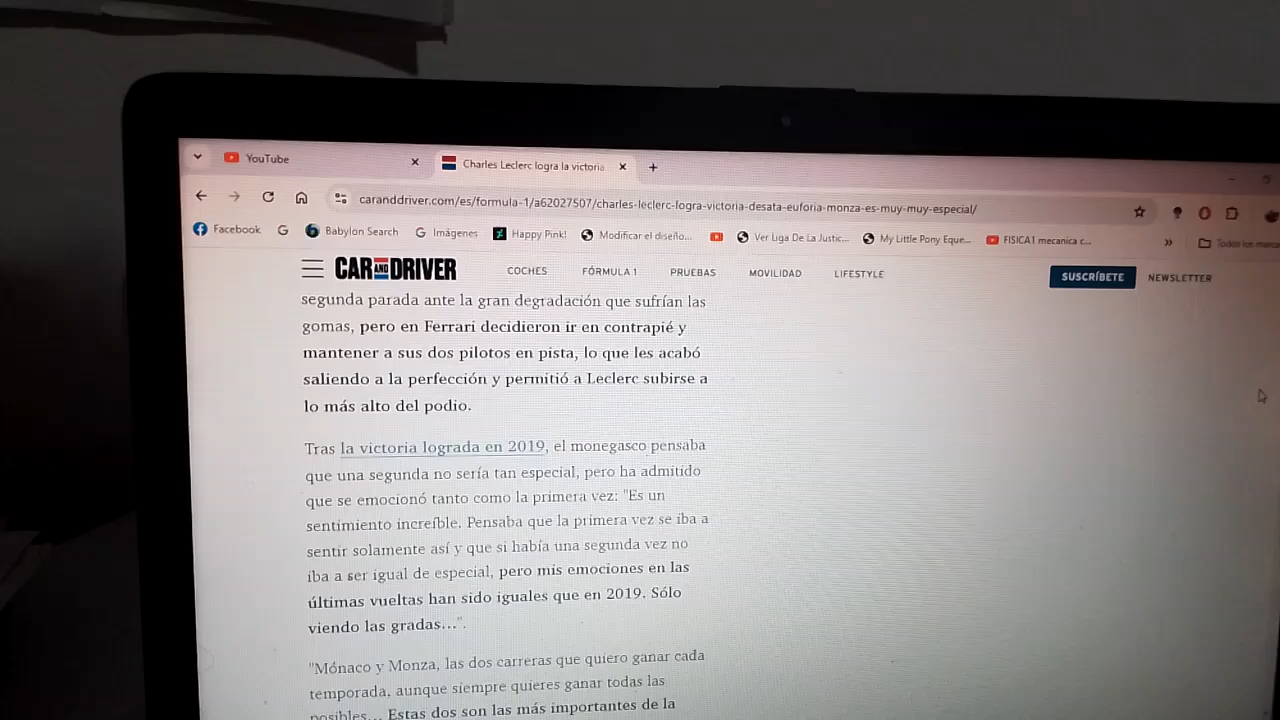 YouTube
Charles Leclerc logra la victoria
caranddriver.com/es/formula-1/a62027507/charles-leclerc-logra-victoria-desata-euforia-monza-es-muy-muy-especial/
Facebook
Babylon Search
Imágenes
Happy Pink!
Modificar el diseño...
Ver Liga De La Justic...
My Little Pony Eque...
FISICA1 mecanica c...
Todos los marca
CAR AND DRIVER
COCHES
FÓRMULA 1
PRUEBAS
MOVILIDAD
LIFESTYLE
SUSCRÍBETE
NEWSLETTER
segunda parada ante la gran degradación que sufrían las
gomas, pero en Ferrari decidieron ir en contrapié y
mantener a sus dos pilotos en pista, lo que les acabó
saliendo a la perfección y permitió a Leclerc subirse a
lo más alto del podio.
Tras la victoria lograda en 2019, el monegasco pensaba
que una segunda no sería tan especial, pero ha admitido
que se emocionó tanto como la primera vez: "Es un
sentimiento increíble. Pensaba que la primera vez se iba a
sentir solamente así y que si había una segunda vez no
iba a ser igual de especial, pero mis emociones en las
últimas vueltas han sido iguales que en 2019. Sólo
viendo las gradas...".
"Mónaco y Monza, las dos carreras que quiero ganar cada
temporada, aunque siempre quieres ganar todas las
posibles... Estas dos son las más importantes de la